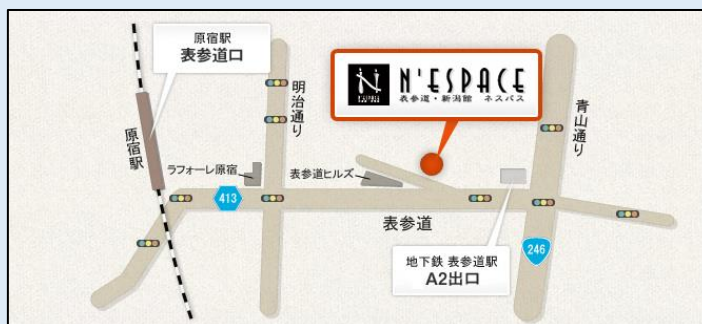 原宿駅
表参道口
原宿駅
明治通り
N'ESPACE
表参道・新潟館 ネスパス
青山通り
ラフォーレ原宿
表参道ヒルズ
413
表参道
地下鉄 表参道駅
A2出口
246